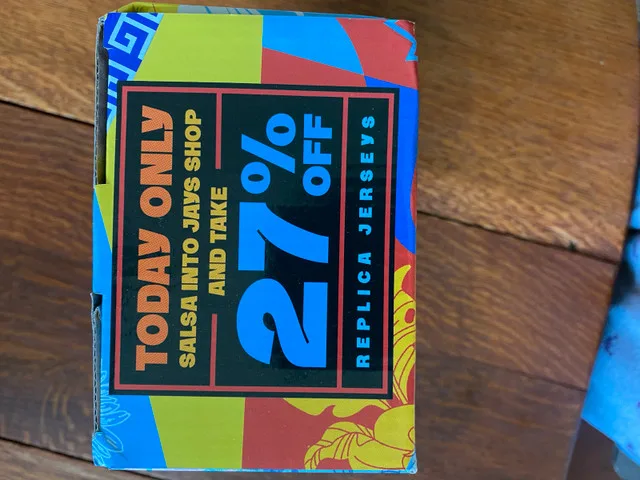 TODAY ONLY
SALSA INTO JAYS SHOP
AND TAKE
27% OFF
REPLICA JERSEYS